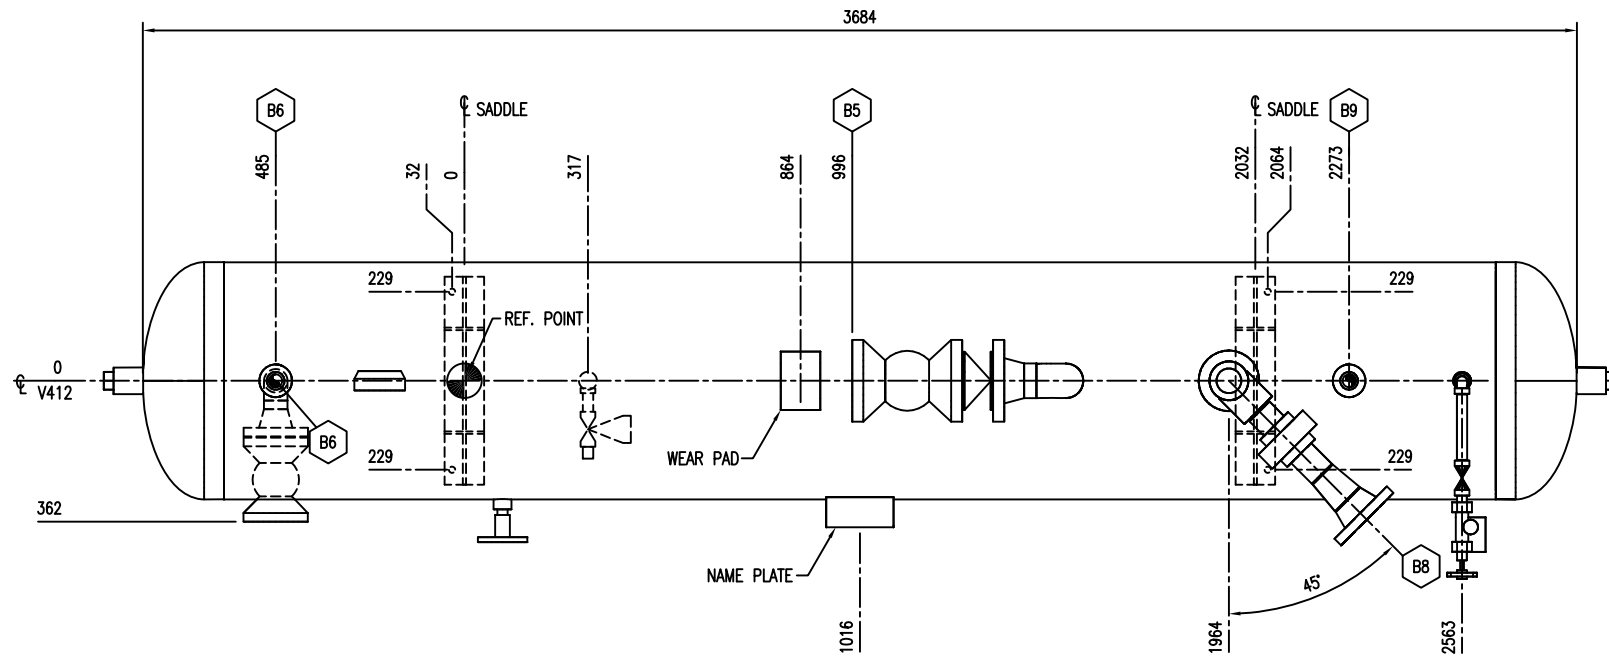 3684
B6
℄ SADDLE
B5
℄ SADDLE
B9
485
32
0
317
864
996
2032
2064
2273
229
229
REF. POINT
0
℄ V412
B6
229
WEAR PAD
229
362
NAME PLATE
B8
45°
1016
1964
2563